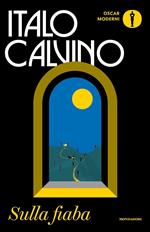 ITALO
CALVINO
OSCAR
MODERNI
Sulla fiaba
MONDADORI